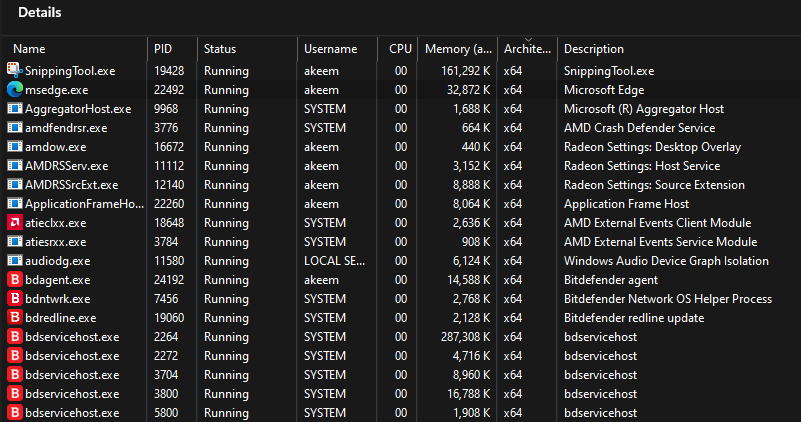 Details
Name PID Status Username CPU Memory (a... Archite... Description
SnippingTool.exe 19428 Running akeem 00 161,292 K x64 SnippingTool.exe
msedge.exe 22492 Running akeem 00 32,872 K x64 Microsoft Edge
AggregatorHost.exe 9968 Running SYSTEM 00 1,688 K x64 Microsoft (R) Aggregator Host
amdfendrsr.exe 3776 Running SYSTEM 00 664 K x64 AMD Crash Defender Service
amdow.exe 16672 Running akeem 00 440 K x64 Radeon Settings: Desktop Overlay
AMDRSServ.exe 11112 Running akeem 00 3,152 K x64 Radeon Settings: Host Service
AMDRSSrcExt.exe 12140 Running akeem 00 8,888 K x64 Radeon Settings: Source Extension
ApplicationFrameHo... 22260 Running akeem 00 8,064 K x64 Application Frame Host
atieclxx.exe 18648 Running SYSTEM 00 2,636 K x64 AMD External Events Client Module
atiesrxx.exe 3784 Running SYSTEM 00 908 K x64 AMD External Events Service Module
audiodg.exe 11580 Running LOCAL SE... 00 6,124 K x64 Windows Audio Device Graph Isolation
bdagent.exe 24192 Running akeem 00 14,588 K x64 Bitdefender agent
bdntwrk.exe 7456 Running SYSTEM 00 2,768 K x64 Bitdefender Network OS Helper Process
bdredline.exe 19060 Running SYSTEM 00 2,128 K x64 Bitdefender redline update
bdservicehost.exe 2264 Running SYSTEM 00 287,308 K x64 bdservicehost
bdservicehost.exe 2272 Running SYSTEM 00 4,716 K x64 bdservicehost
bdservicehost.exe 3704 Running SYSTEM 00 8,960 K x64 bdservicehost
bdservicehost.exe 3800 Running SYSTEM 00 16,788 K x64 bdservicehost
bdservicehost.exe 5800 Running SYSTEM 00 1,908 K x64 bdservicehost